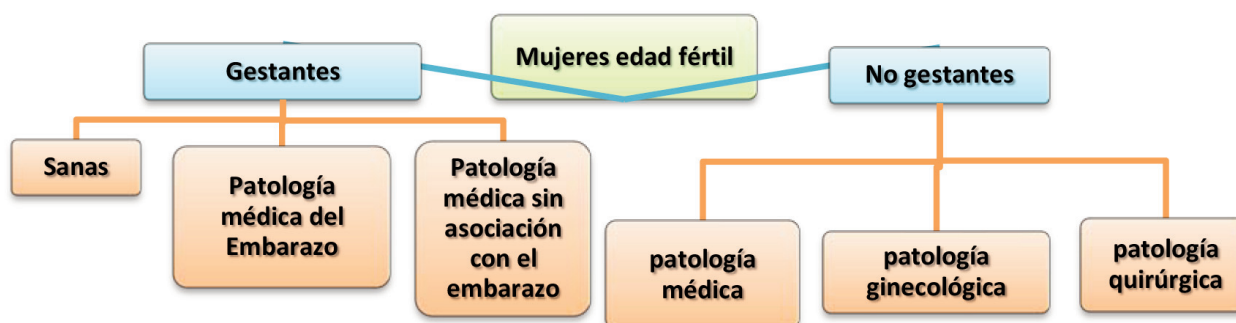 Mujeres edad fértil
Gestantes
No gestantes
Sanas
Patología
médica del
Embarazo
Patología
médica sin
asociación
con el
embarazo
patología
médica
patología
ginecológica
patología
quirúrgica